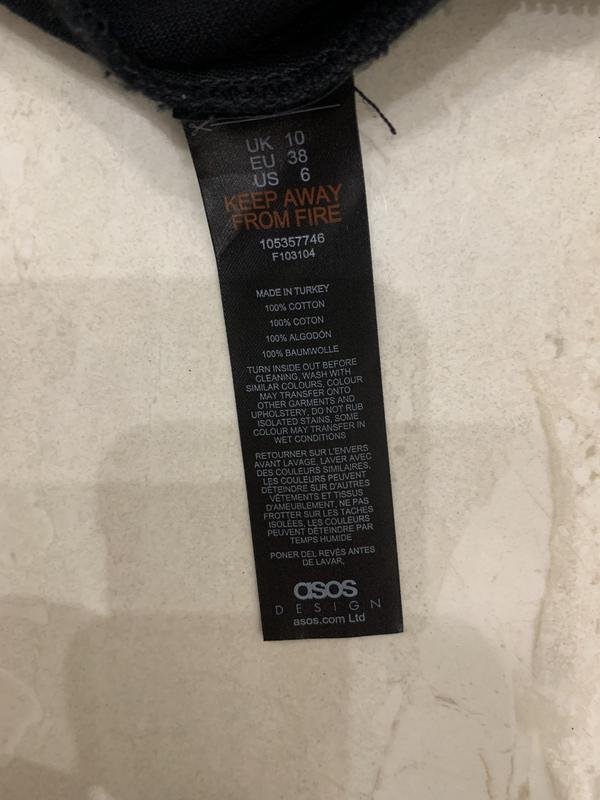 UK 10
EU 38
US 6
KEEP AWAY
FROM FIRE
105357746
F103104
MADE IN TURKEY
100% COTTON
100% COTON
100% ALGODÓN
100% BAUMWOLLE
TURN INSIDE OUT BEFORE
CLEANING, WASH WITH
SIMILAR COLOURS, COLOUR
MAY TRANSFER ONTO
OTHER GARMENTS AND
UPHOLSTERY, DO NOT RUB
ISOLATED STAINS, SOME
COLOUR MAY TRANSFER IN
WET CONDITIONS
RETOURNER SUR L'ENVERS
AVANT LAVAGE, LAVER AVEC
DES COULEURS SIMILAIRES,
LES COULEURS PEUVENT
DÉTEINDRE SUR D'AUTRES
VÊTEMENTS ET TISSUS
D'AMEUBLEMENT, NE PAS
FROTTER SUR LES TACHES
ISOLÉES, LES COULEURS
PEUVENT DÉTEINDRE PAR
TEMPS HUMIDE
PONER DEL REVÉS ANTES
DE LAVAR,
asos
DESIGN
asos.com Ltd